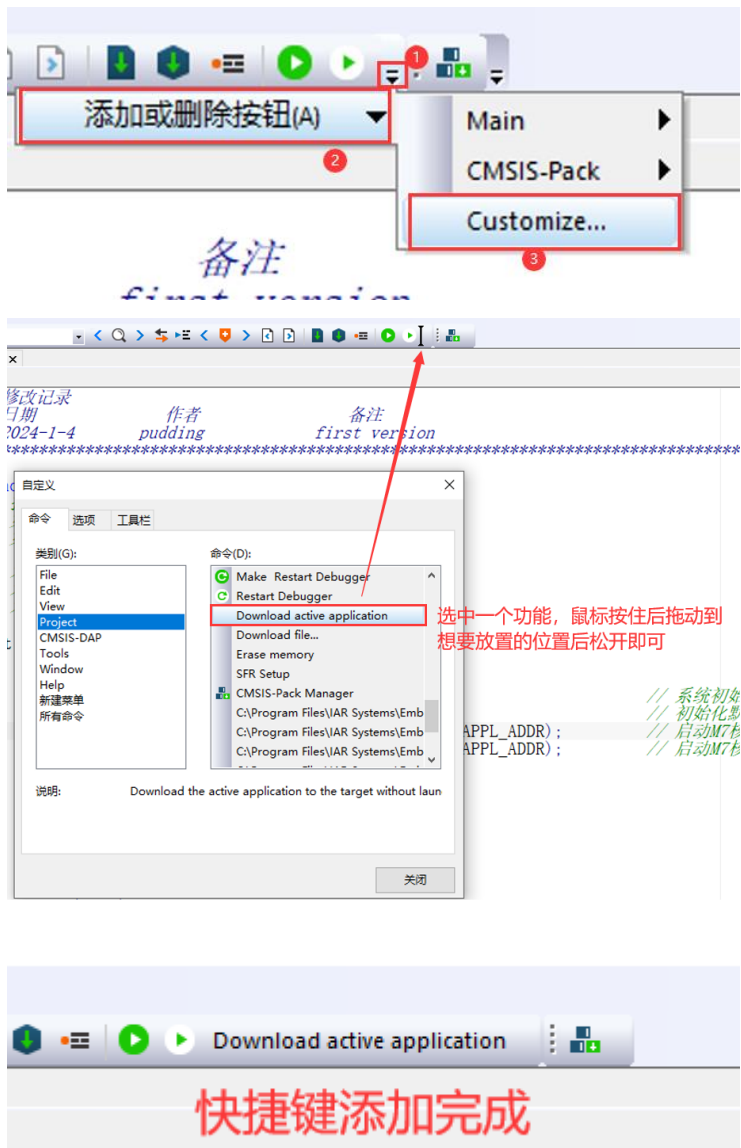 1
添加或删除按钮(A)
2
Main
CMSIS-Pack
Customize...
3
备注
first version
修改记录
日期 作者 备注
2024-1-4 pudding first version
自定义
命令 选项 工具栏
类别(G):
File
Edit
View
Project
CMSIS-DAP
Tools
Window
Help
新建菜单
所有命令
命令(D):
Make Restart Debugger
Restart Debugger
Download active application
Download file...
Erase memory
SFR Setup
CMSIS-Pack Manager
C:\Program Files\IAR Systems\Emb
C:\Program Files\IAR Systems\Emb
C:\Program Files\IAR Systems\Emb
说明: Download the active application to the target without laun
关闭
选中一个功能，鼠标按住后拖动到
想要放置的位置后松开即可
// 系统初始
// 初始化默
APPL_ADDR); // 启动M7核
APPL_ADDR); // 启动M7核
Download active application
快捷键添加完成